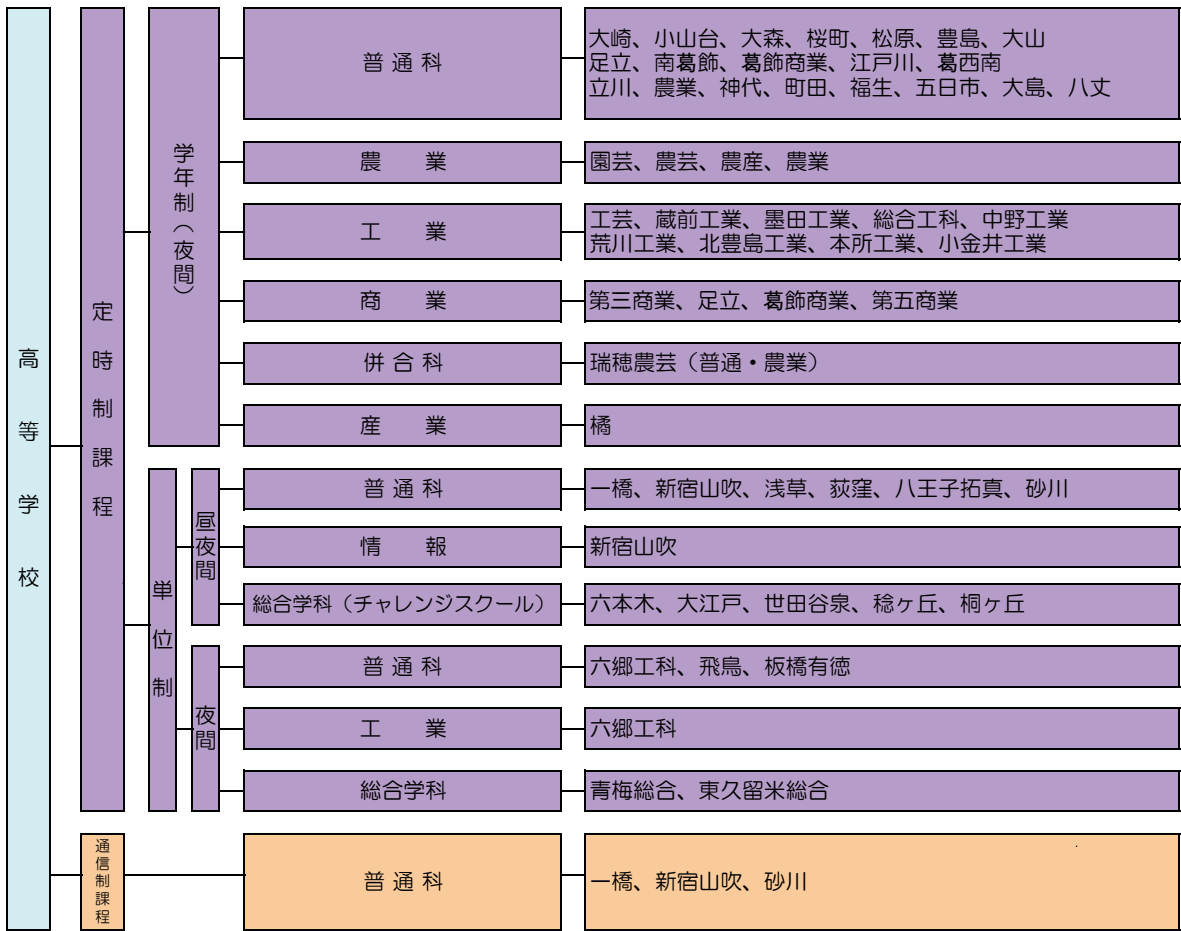 高等学校
定時制課程
学年制（夜間）
普通科
大崎、小山台、大森、桜町、松原、豊島、大山
足立、南葛飾、葛飾商業、江戸川、葛西南
立川、農業、神代、町田、福生、五日市、大島、八丈
農　業
園芸、農芸、農産、農業
工　業
工芸、蔵前工業、墨田工業、総合工科、中野工業
荒川工業、北豊島工業、本所工業、小金井工業
商　業
第三商業、足立、葛飾商業、第五商業
併合科
瑞穂農芸（普通・農業）
産　業
橘
単位制
昼夜間
普通科
一橋、新宿山吹、浅草、荻窪、八王子拓真、砂川
情　報
新宿山吹
総合学科（チャレンジスクール）
六本木、大江戸、世田谷泉、稔ヶ丘、桐ヶ丘
夜間
普通科
六郷工科、飛鳥、板橋有徳
工　業
六郷工科
総合学科
青梅総合、東久留米総合
通信制課程
普通科
一橋、新宿山吹、砂川